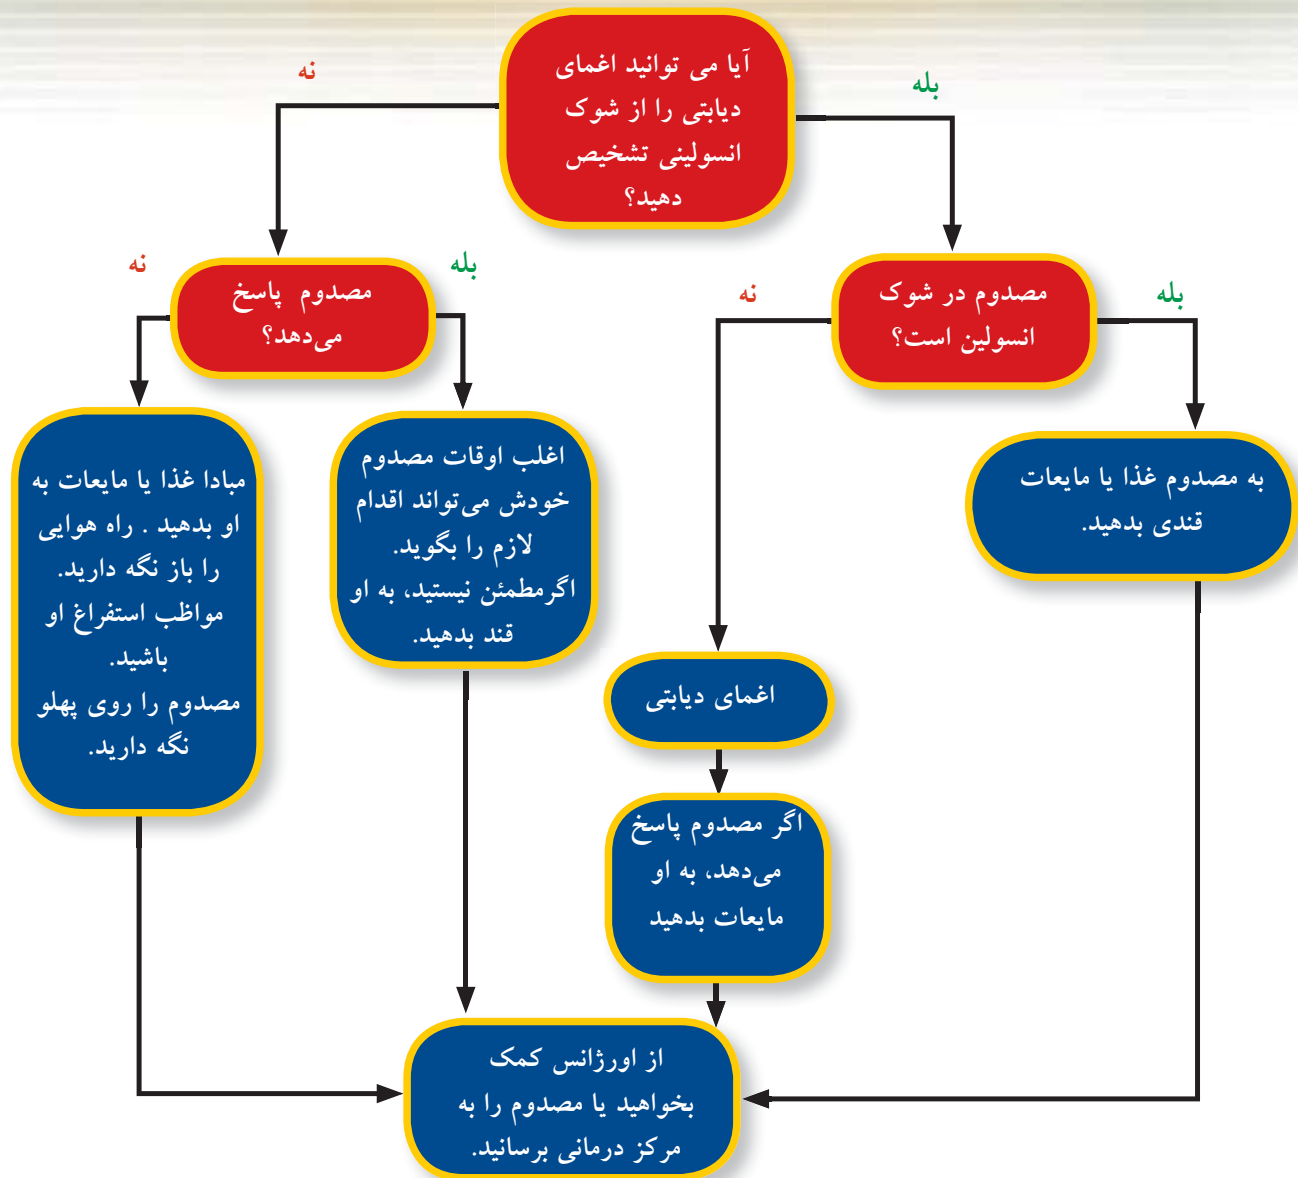 آیا می توانید اغمای
دیابتی را از شوک
انسولینی تشخیص
دهید؟
بله
نه
مصدوم در شوک
انسولین است؟
بله
نه
مصدوم پاسخ
می‌دهد؟
بله
نه
به مصدوم غذا یا مایعات
قندی بدهید.
اغمای دیابتی
اگر مصدوم پاسخ
می‌دهد، به او
مایعات بدهید
اغلب اوقات مصدوم
خودش می‌تواند اقدام
لازم را بگوید.
اگرمطمئن نیستید، به او
قند بدهید.
مبادا غذا یا مایعات به
او بدهید . راه هوایی
را باز نگه دارید.
مواظب استفراغ او
باشید.
مصدوم را روی پهلو
نگه دارید.
از اورژانس کمک
بخواهید یا مصدوم را به
مرکز درمانی برسانید.